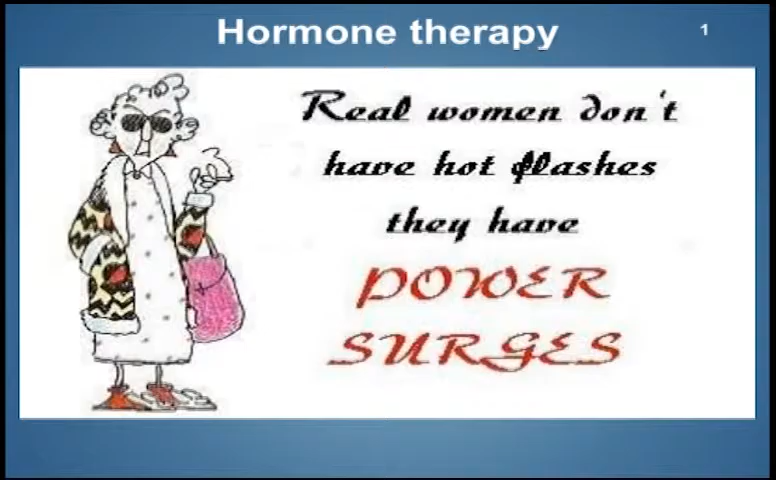 Hormone therapy
1
Real women don't
have hot flashes
they have
POWER
SURGES